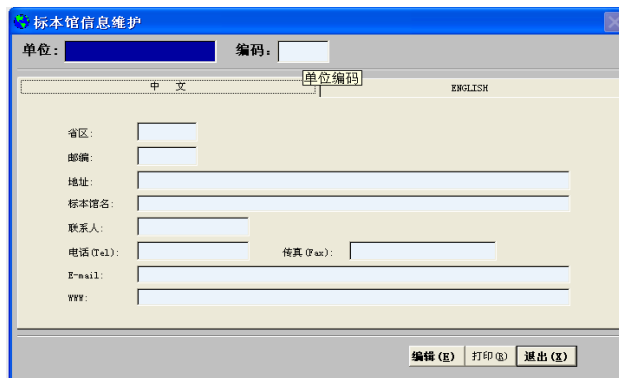 标本馆信息维护
单位: 编码:
单位编码
中 文 ENGLISH
省区:
邮编:
地址:
标本馆名:
联系人:
电话(Tel): 传真(Fax):
E-mail:
WWW:
编辑(E) 打印(R) 退出(X)